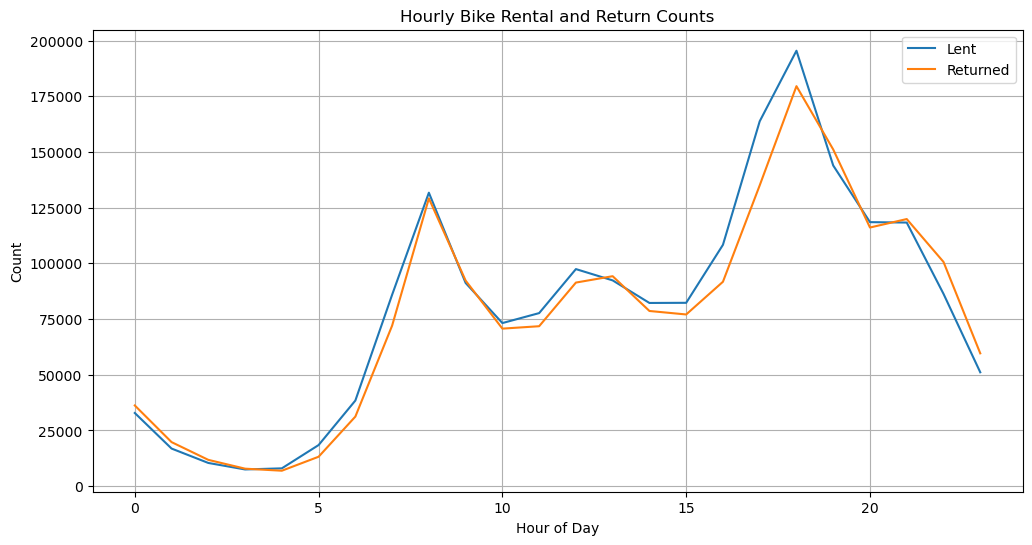 Hourly Bike Rental and Return Counts
Lent
Returned
200000
175000
150000
125000
100000
75000
50000
25000
0
Count
0 5 10 15 20
Hour of Day